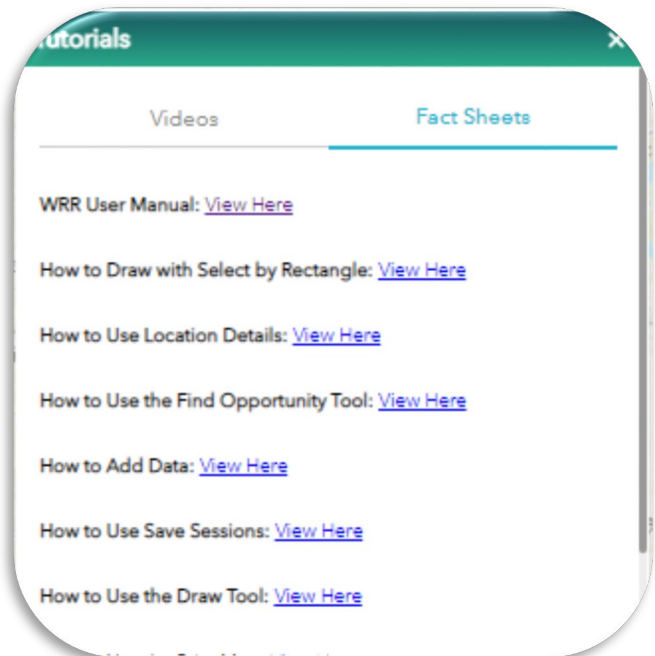 utorials ×
Videos Fact Sheets
WRR User Manual: View Here
How to Draw with Select by Rectangle: View Here
How to Use Location Details: View Here
How to Use the Find Opportunity Tool: View Here
How to Add Data: View Here
How to Use Save Sessions: View Here
How to Use the Draw Tool: View Here